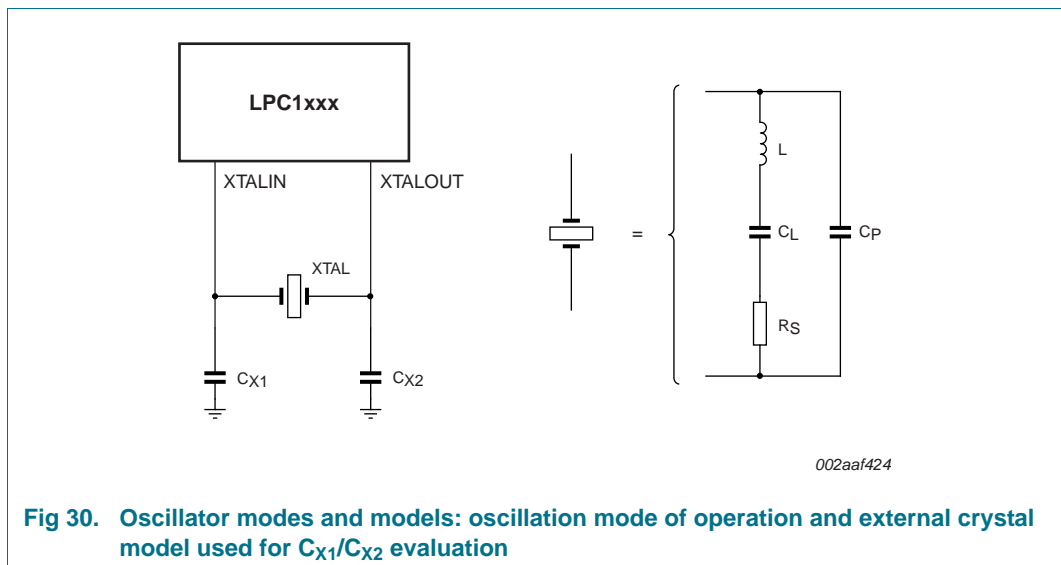 LPC1xxx
XTALIN XTALOUT
XTAL
CX1 CX2
=
L
CL CP
RS
002aaf424
Fig 30. Oscillator modes and models: oscillation mode of operation and external crystal
model used for CX1/CX2 evaluation